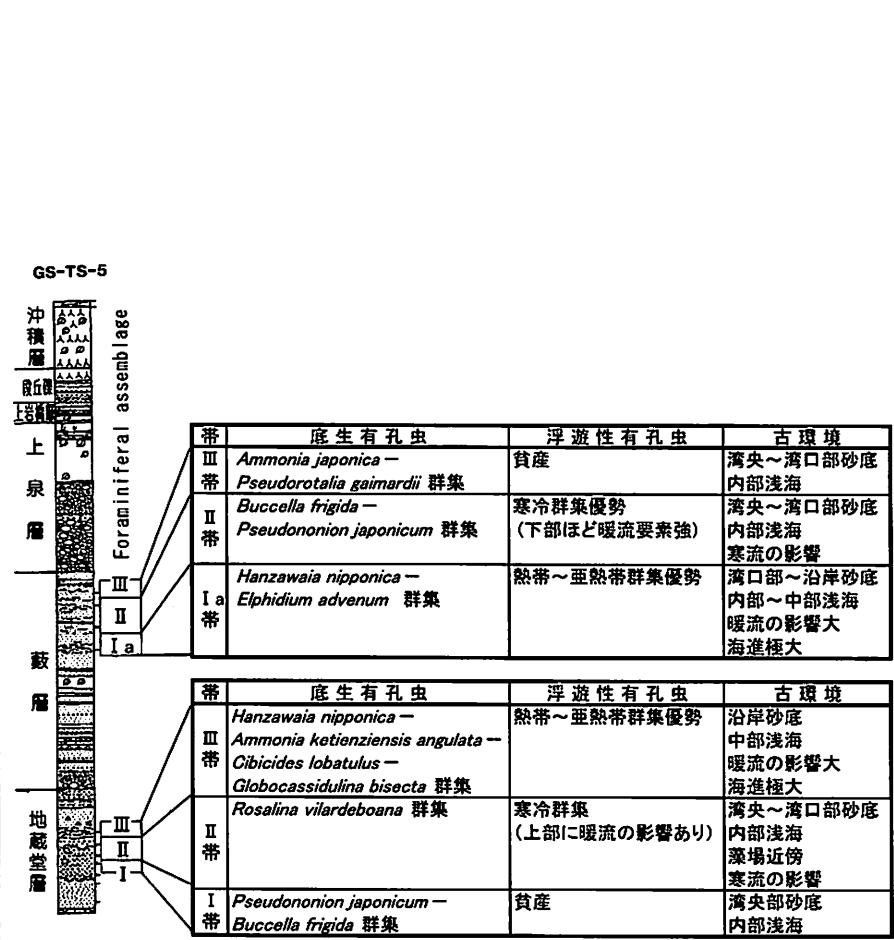 GS-TS-5
沖積層
段丘礫
上岩橋層
上泉層
藪層
地蔵堂層
Foraminiferal assemblage
Ⅲ
Ⅱ
Ⅰa
Ⅲ
Ⅱ
Ⅰ
帯 底生有孔虫 浮遊性有孔虫 古環境
Ⅲ Ammonia japonica ー 貧産 湾央～湾口部砂底
帯 Pseudorotalia gaimardii 群集 内部浅海
Buccella frigida ー 寒冷群集優勢 湾央～湾口部砂底
Ⅱ Pseudononion japonicum 群集 (下部ほど暖流要素強) 内部浅海
帯 寒流の影響
Hanzawaia nipponica ー 熱帯～亜熱帯群集優勢 湾口部～沿岸砂底
Ⅰa Elphidium advenum 群集 内部～中部浅海
帯 暖流の影響大
海進極大
帯 底生有孔虫 浮遊性有孔虫 古環境
Hanzawaia nipponica ー 熱帯～亜熱帯群集優勢 沿岸砂底
Ⅲ Ammonia ketienziensis angulata ー 中部浅海
帯 Cibicides lobatulus ー 暖流の影響大
Globocassidulina bisecta 群集 海進極大
Rosalina vilardeboana 群集 寒冷群集 湾央～湾口部砂底
Ⅱ (上部に暖流の影響あり) 内部浅海
帯 藻場近傍
寒流の影響
Ⅰ Pseudononion japonicum ー 貧産 湾央部砂底
帯 Buccella frigida 群集 内部浅海